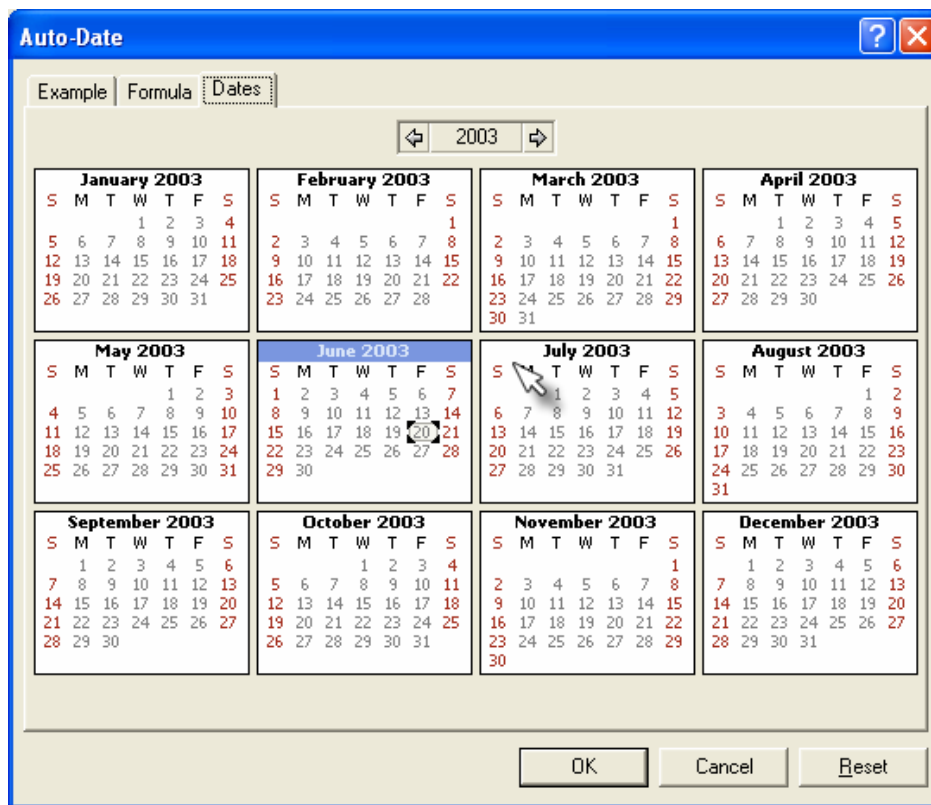 Auto-Date
Example Formula Dates
2003
January 2003
S M T W T F S
1 2 3 4
5 6 7 8 9 10 11
12 13 14 15 16 17 18
19 20 21 22 23 24 25
26 27 28 29 30 31
February 2003
S M T W T F S
1
2 3 4 5 6 7 8
9 10 11 12 13 14 15
16 17 18 19 20 21 22
23 24 25 26 27 28
March 2003
S M T W T F S
1
2 3 4 5 6 7 8
9 10 11 12 13 14 15
16 17 18 19 20 21 22
23 24 25 26 27 28 29
30 31
April 2003
S M T W T F S
1 2 3 4 5
6 7 8 9 10 11 12
13 14 15 16 17 18 19
20 21 22 23 24 25 26
27 28 29 30
May 2003
S M T W T F S
1 2 3
4 5 6 7 8 9 10
11 12 13 14 15 16 17
18 19 20 21 22 23 24
25 26 27 28 29 30 31
June 2003
S M T W T F S
1 2 3 4 5 6 7
8 9 10 11 12 13 14
15 16 17 18 19 20 21
22 23 24 25 26 27 28
29 30
July 2003
S M T W T F S
1 2 3 4 5
6 7 8 9 10 11 12
13 14 15 16 17 18 19
20 21 22 23 24 25 26
27 28 29 30 31
August 2003
S M T W T F S
1 2
3 4 5 6 7 8 9
10 11 12 13 14 15 16
17 18 19 20 21 22 23
24 25 26 27 28 29 30
31
September 2003
S M T W T F S
1 2 3 4 5 6
7 8 9 10 11 12 13
14 15 16 17 18 19 20
21 22 23 24 25 26 27
28 29 30
October 2003
S M T W T F S
1 2 3 4
5 6 7 8 9 10 11
12 13 14 15 16 17 18
19 20 21 22 23 24 25
26 27 28 29 30 31
November 2003
S M T W T F S
1
2 3 4 5 6 7 8
9 10 11 12 13 14 15
16 17 18 19 20 21 22
23 24 25 26 27 28 29
30
December 2003
S M T W T F S
1 2 3 4 5 6
7 8 9 10 11 12 13
14 15 16 17 18 19 20
21 22 23 24 25 26 27
28 29 30 31
OK Cancel Reset